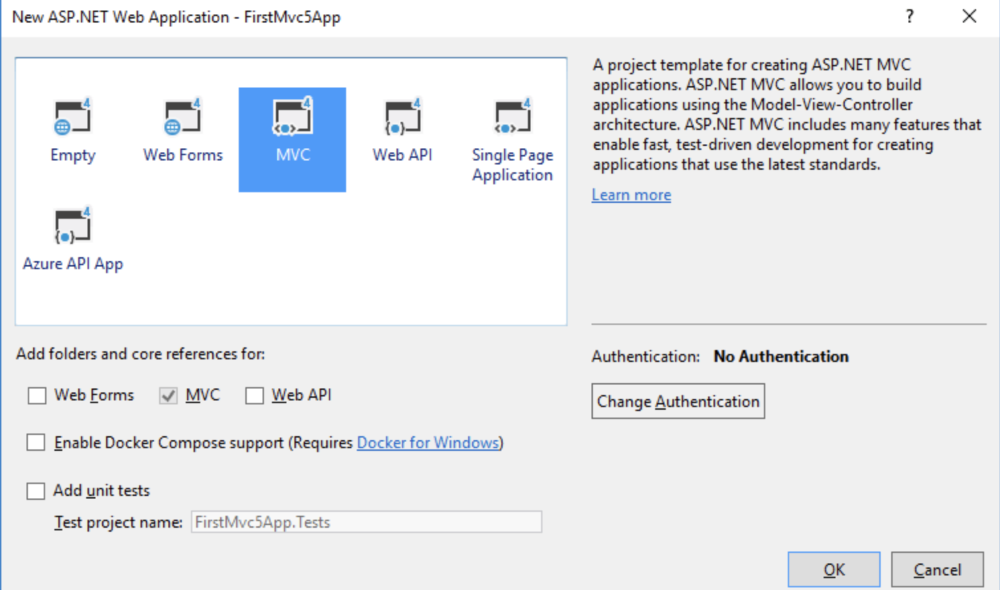 New ASP.NET Web Application - FirstMvc5App
?
4
4
4
4
4
Empty
Web Forms
MVC
Web API
Single Page
Application
4
Azure API App
A project template for creating ASP.NET MVC
applications. ASP.NET MVC allows you to build
applications using the Model-View-Controller
architecture. ASP.NET MVC includes many features that
enable fast, test-driven development for creating
applications that use the latest standards.
Learn more
Add folders and core references for:
Web Forms
MVC
Web API
Enable Docker Compose support (Requires Docker for Windows)
Add unit tests
Test project name:
FirstMvc5App.Tests
Authentication: No Authentication
Change Authentication
OK
Cancel